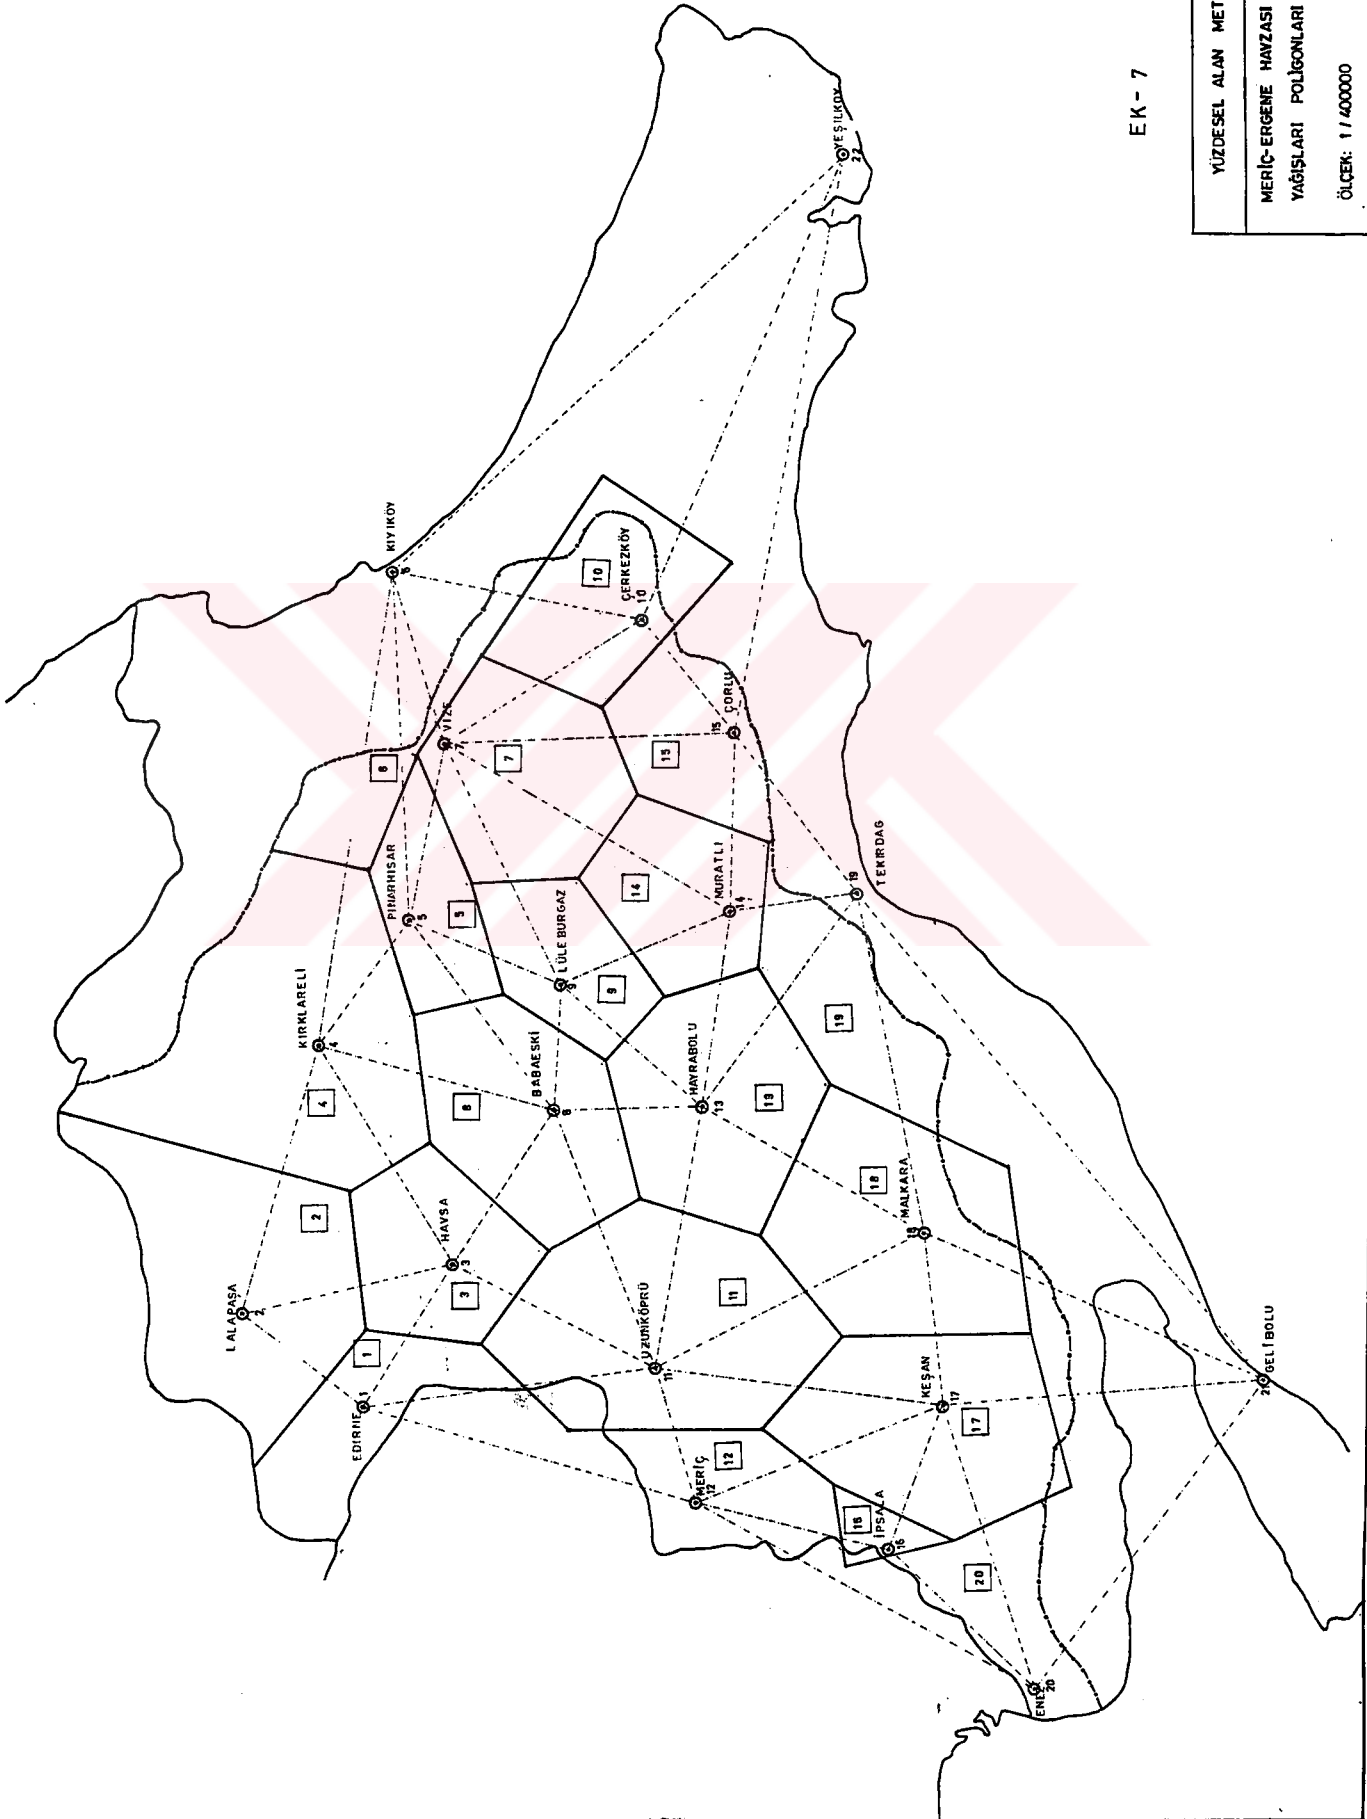 EK-7
YÜZDESEL ALAN MET
MERİÇ-ERGENE HAVZASI
YAĞIŞLARI POLİGONLARI
ÖLÇEK: 1/400000
KIYIKÖY
6
YEŞİLKÖY
22
KIRKLARELİ
4
4
LALAPAŞA
2
2
EDİRNE
1
1
HAVSA
3
3
PINARHİSAR
5
5
6
VİZE
7
7
ÇERKEZKÖY
10
10
BABAESKİ
8
8
LÜLEBURGAZ
9
9
MURATLI
14
14
ÇORLU
15
15
UZUNKÖPRÜ
11
11
HAYRABOLU
13
13
TEKİRDAG
19
19
MERİÇ
12
12
İPSALA
16
16
KEŞAN
17
17
MALKARA
18
18
ENEZ
20
20
GELİBOLU
21